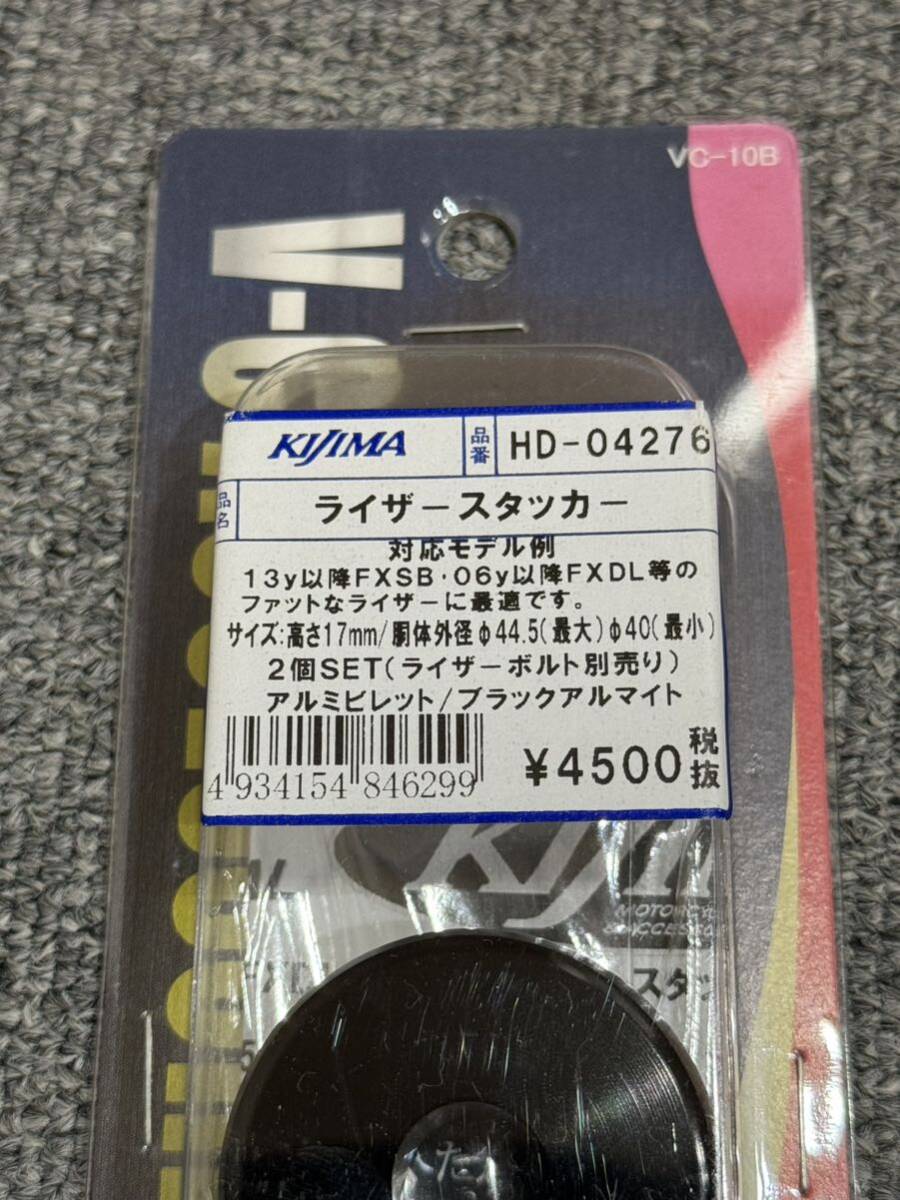 VC-10B
KIJIMA 品番 HD-04276
品名 ライザースタッカー
対応モデル例
13y以降FXSB・06y以降FXDL等の
ファットなライザーに最適です。
サイズ:高さ17mm/胴体外径φ44.5(最大)φ40(最小)
2個SET(ライザーボルト別売り)
アルミビレット/ブラックアルマイト
¥4500 税抜
4 934154 846299
スタッ
た